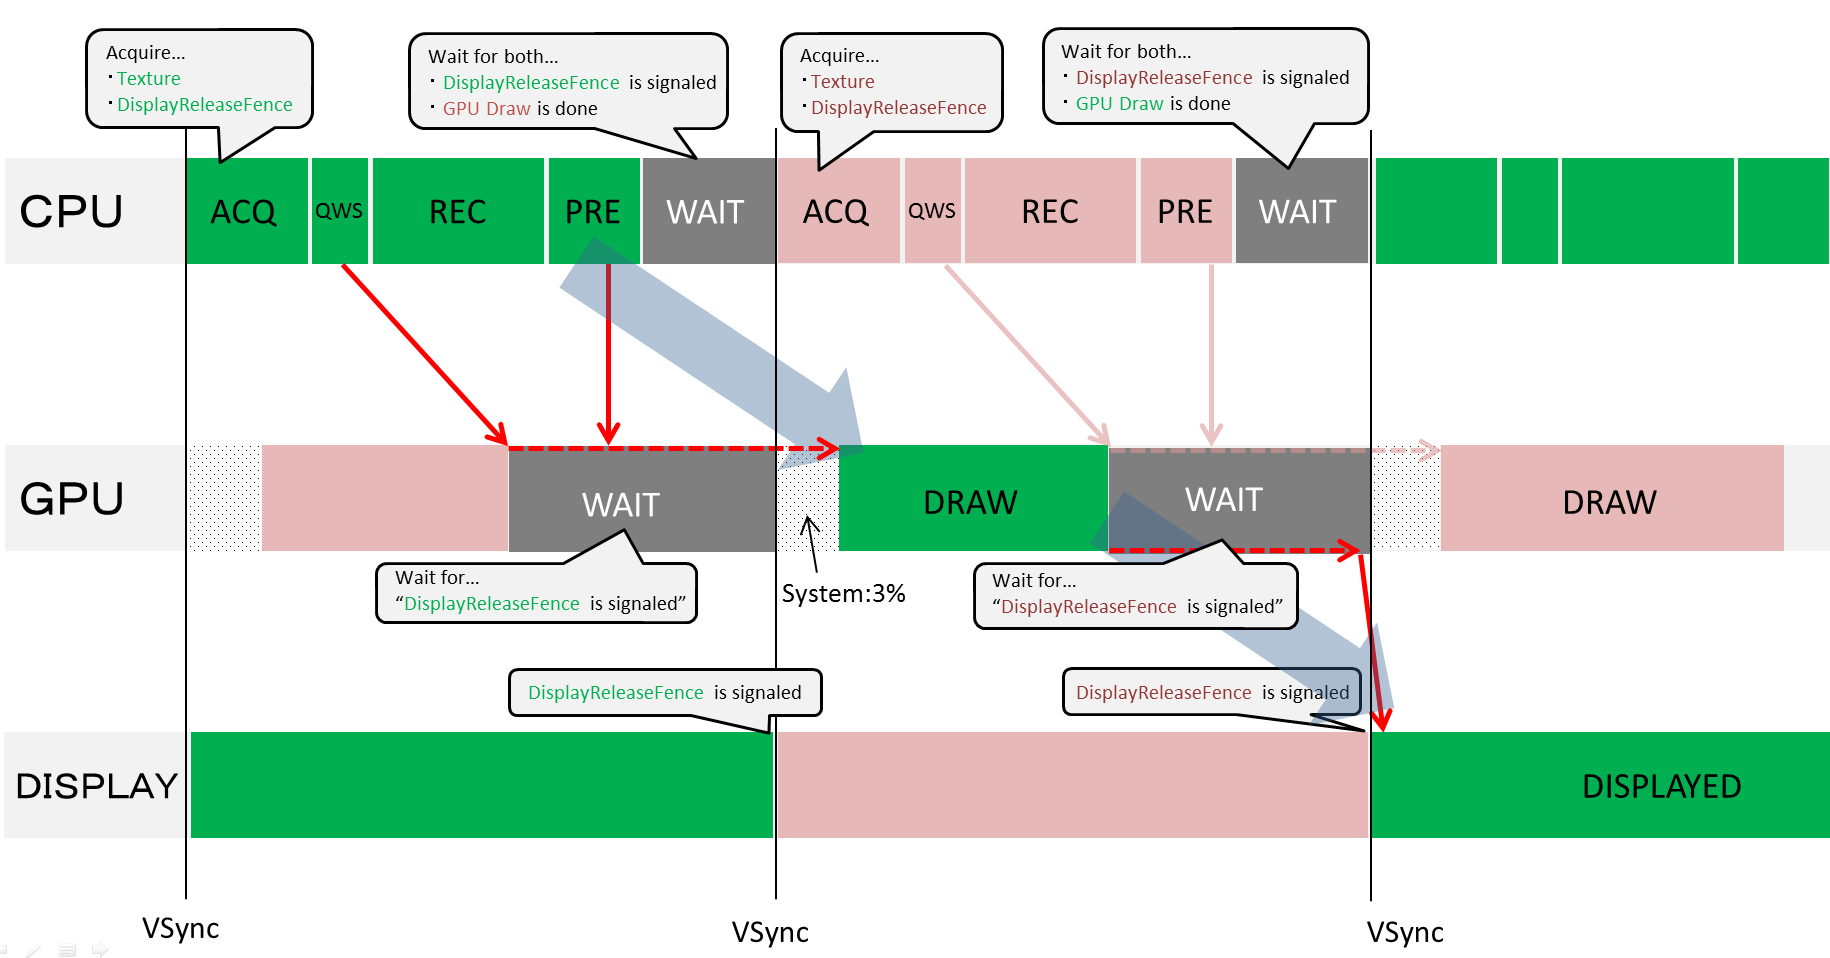 Acquire...
・Texture
・DisplayReleaseFence
Wait for both...
・DisplayReleaseFence is signaled
・GPU Draw is done
Acquire...
・Texture
・DisplayReleaseFence
Wait for both...
・DisplayReleaseFence is signaled
・GPU Draw is done
CPU
ACQ
QWS
REC
PRE
WAIT
ACQ
QWS
REC
PRE
WAIT
GPU
WAIT
DRAW
WAIT
DRAW
Wait for...
“DisplayReleaseFence is signaled”
System:3%
Wait for...
“DisplayReleaseFence is signaled”
DisplayReleaseFence is signaled
DisplayReleaseFence is signaled
DISPLAY
DISPLAYED
VSync
VSync
VSync